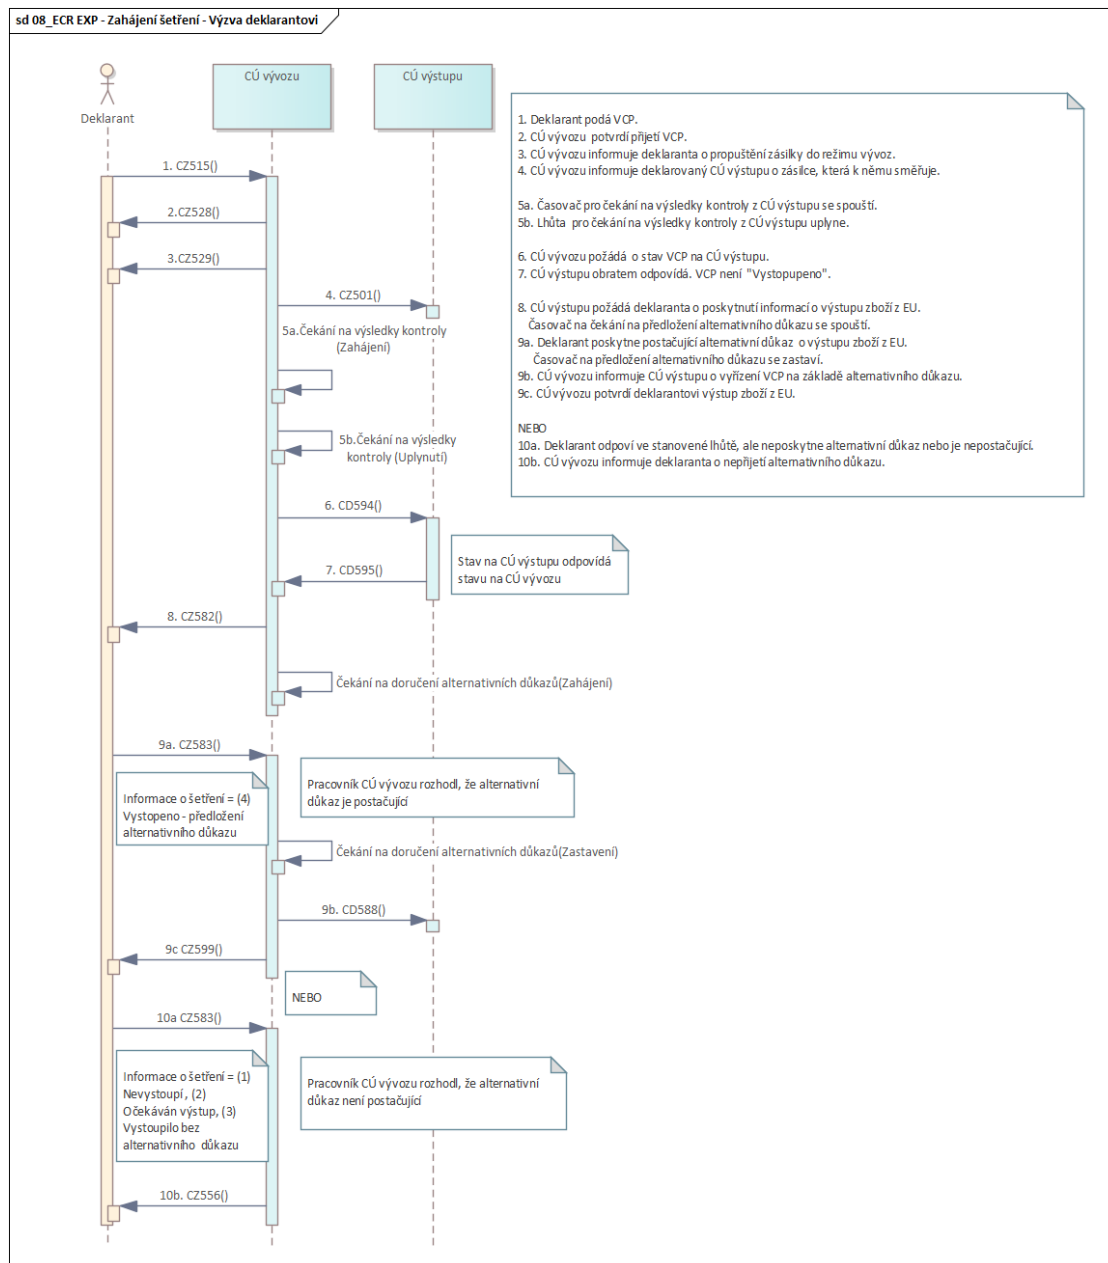 sd 08_ECR EXP - Zahájení šetření - Výzva deklarantovi
Deklarant
CÚ vývozu
CÚ výstupu
1. Deklarant podá VCP.
2. CÚ vývozu potvrdí přijetí VCP.
3. CÚ vývozu informuje deklaranta o propuštění zásilky do režimu vývoz.
4. CÚ vývozu informuje deklarovaný CÚ výstupu o zásilce, která k němu směřuje.
5a. Časovač pro čekání na výsledky kontroly z CÚ výstupu se spouští.
5b. Lhůta pro čekání na výsledky kontroly z CÚ výstupu uplyne.
6. CÚ vývozu požádá o stav VCP na CÚ výstupu.
7. CÚ výstupu obratem odpovídá. VCP není "Vystopupeno".
8. CÚ výstupu požádá deklaranta o poskytnutí informací o výstupu zboží z EU.
Časovač na čekání na předložení alternativního důkazu se spouští.
9a. Deklarant poskytne postačující alternativní důkaz o výstupu zboží z EU.
Časovač na předložení alternativního důkazu se zastaví.
9b. CÚ vývozu informuje CÚ výstupu o vyřízení VCP na základě alternativního důkazu.
9c. CÚ vývozu potvrdí deklarantovi výstup zboží z EU.
NEBO
10a. Deklarant odpoví ve stanovené lhůtě, ale neposkytne alternativní důkaz nebo je nepostačující.
10b. CÚ vývozu informuje deklaranta o nepřijetí alternativního důkazu.
1. CZ515()
2.CZ528()
3.CZ529()
4. CZ501()
5a.Čekání na výsledky kontroly
(Zahájení)
5b.Čekání na výsledky
kontroly (Uplynutí)
6. CD594()
Stav na CÚ výstupu odpovídá
stavu na CÚ vývozu
7. CD595()
8. CZ582()
Čekání na doručení alternativních důkazů(Zahájení)
9a. CZ583()
Pracovník CÚ vývozu rozhodl, že alternativní
důkaz je postačující
Informace o šetření = (4)
Vystopeno - předložení
alternativního důkazu
Čekání na doručení alternativních důkazů(Zastavení)
9b. CD588()
9c CZ599()
NEBO
10a CZ583()
Informace o šetření = (1)
Nevystoupí , (2)
Očekáván výstup, (3)
Vystoupilo bez
alternativního důkazu
Pracovník CÚ vývozu rozhodl, že alternativní
důkaz není postačující
10b. CZ556()